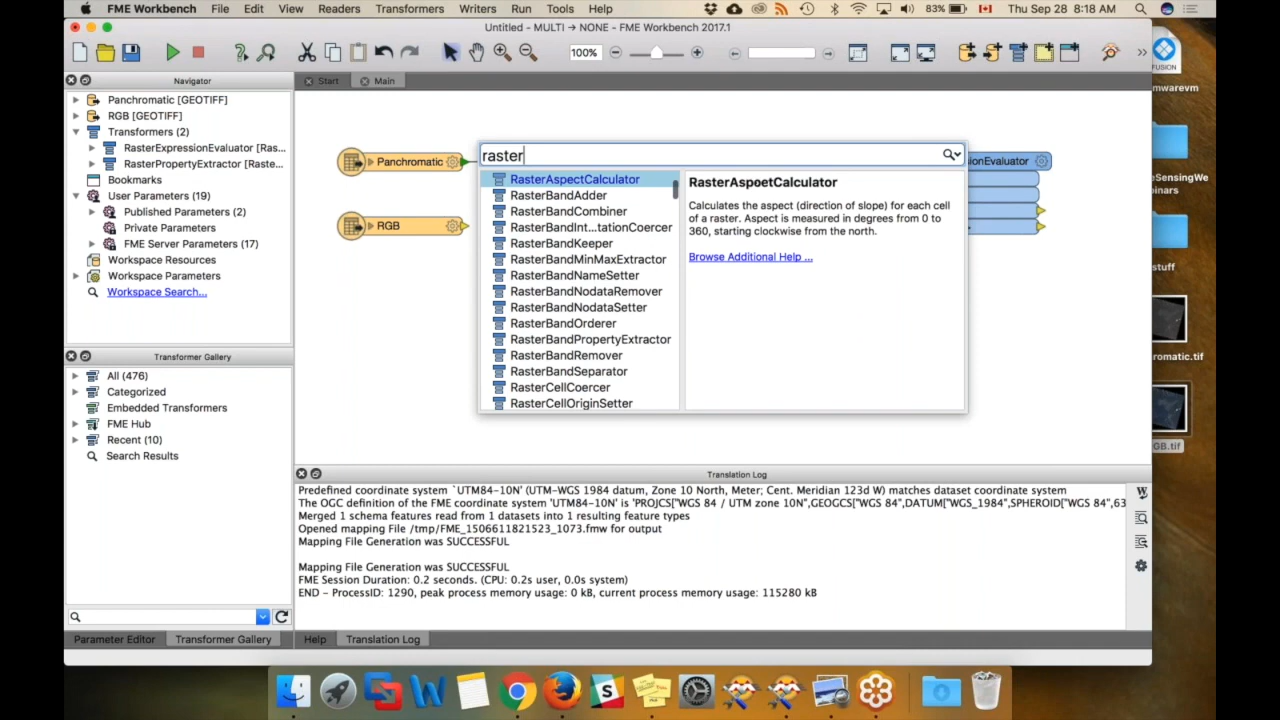 FME Workbench File Edit View Readers Transformers Writers Run Tools Help 83% Thu Sep 28 8:18 AM
Untitled - MULTI → NONE - FME Workbench 2017.1
100%
Navigator
Start Main
Panchromatic [GEOTIFF]
RGB [GEOTIFF]
Transformers (2)
RasterExpressionEvaluator [Ras...
RasterPropertyExtractor [Raste...
Bookmarks
User Parameters (19)
Published Parameters (2)
Private Parameters
FME Server Parameters (17)
Workspace Resources
Workspace Parameters
Workspace Search...
Transformer Gallery
All (476)
Categorized
Embedded Transformers
FME Hub
Recent (10)
Search Results
Parameter Editor Transformer Gallery
Panchromatic
RGB
raster
RasterAspectCalculator
RasterBandAdder
RasterBandCombiner
RasterBandInt...tationCoercer
RasterBandKeeper
RasterBandMinMaxExtractor
RasterBandNameSetter
RasterBandNodataRemover
RasterBandNodataSetter
RasterBandOrderer
RasterBandPropertyExtractor
RasterBandRemover
RasterBandSeparator
RasterCellCoercer
RasterCellOriginSetter
RasterAspectCalculator
Calculates the aspect (direction of slope) for each cell
of a raster. Aspect is measured in degrees from 0 to
360, starting clockwise from the north.
Browse Additional Help ...
ionEvaluator
Translation Log
Predefined coordinate system `UTM84-10N' (UTM-WGS 1984 datum, Zone 10 North, Meter; Cent. Meridian 123d W) matches dataset coordinate system
The OGC definition of the FME coordinate system 'UTM84-10N' is 'PROJCS["WGS 84 / UTM zone 10N",GEOGCS["WGS 84",DATUM["WGS_1984",SPHEROID["WGS 84",63
Merged 1 schema features read from 1 datasets into 1 resulting feature types
Opened mapping File /tmp/FME_1506611821523_1073.fmw for output
Mapping File Generation was SUCCESSFUL
Mapping File Generation was SUCCESSFUL
FME Session Duration: 0.2 seconds. (CPU: 0.2s user, 0.0s system)
END - ProcessID: 1290, peak process memory usage: 0 kB, current process memory usage: 115280 kB
Help Translation Log
FUSION
mwarevm
eSensingWe
binars
stuff
romatic.tif
GB.tif